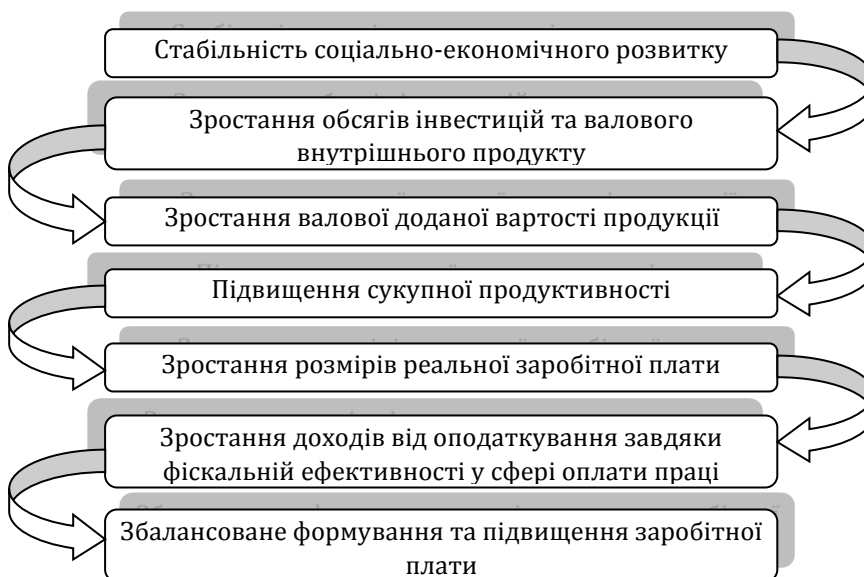 Стабільність соціально-економічного розвитку
Зростання обсягів інвестицій та валового
внутрішнього продукту
Зростання валової доданої вартості продукції
Підвищення сукупної продуктивності
Зростання розмірів реальної заробітної плати
Зростання доходів від оподаткування завдяки
фіскальній ефективності у сфері оплати праці
Збалансоване формування та підвищення заробітної
плати